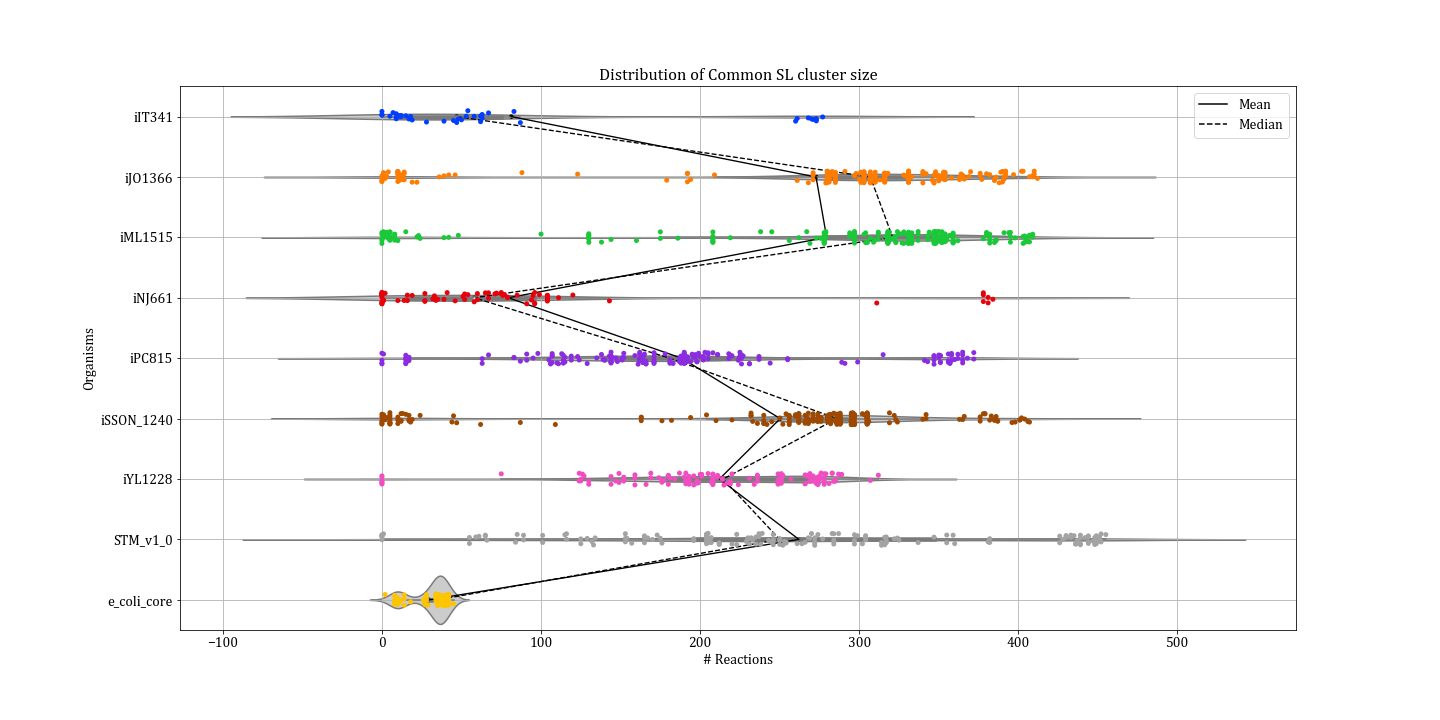 Distribution of Common SL cluster size
Mean
Median
Organisms
iIT341
iJO1366
iML1515
iNJ661
iPC815
iSSON_1240
iYL1228
STM_v1_0
e_coli_core
−100
0
100
200
300
400
500
# Reactions